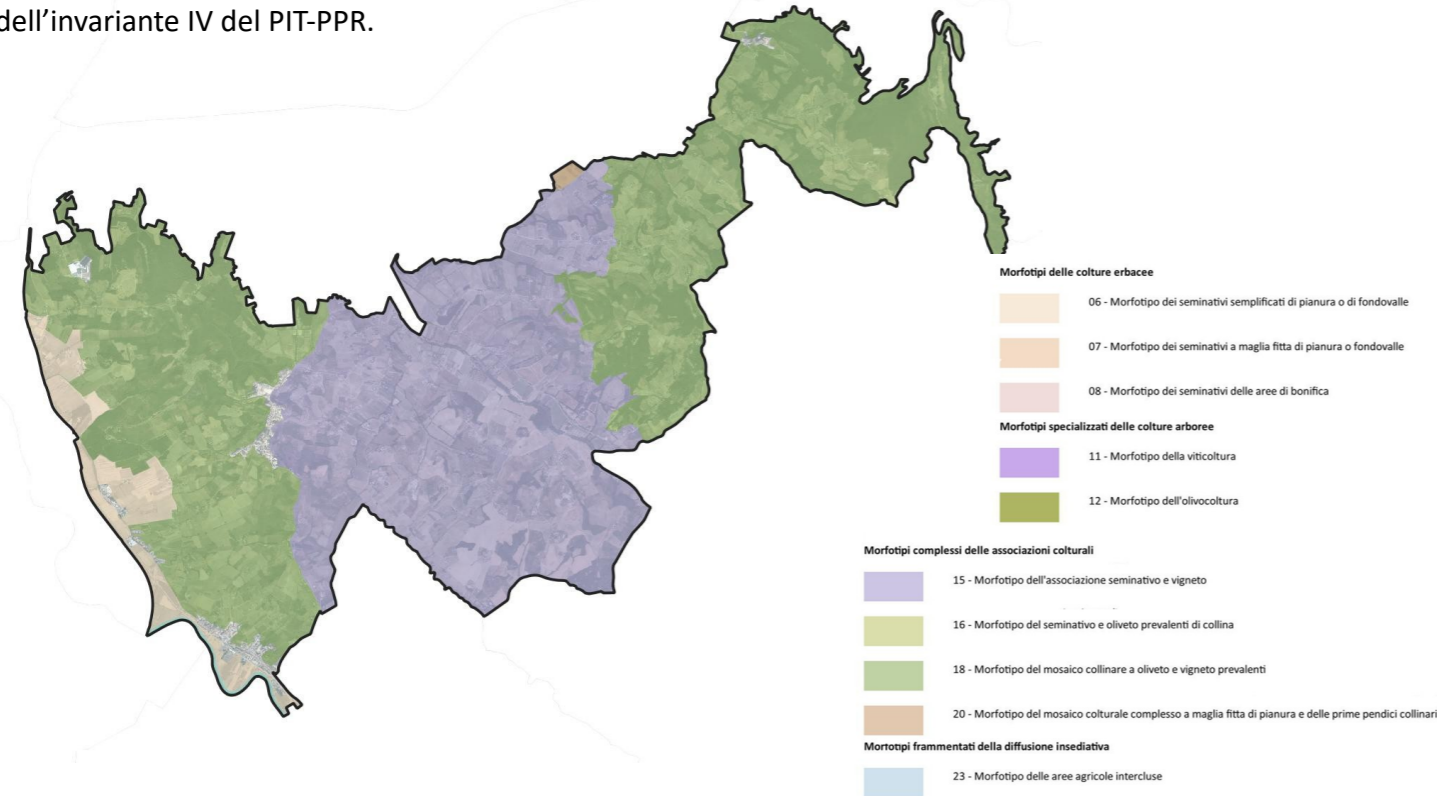 dell’invariante IV del PIT-PPR.
Morfotipi delle colture erbacee
06 - Morfotipo dei seminativi semplificati di pianura o di fondovalle
07 - Morfotipo dei seminativi a maglia fitta di pianura o fondovalle
08 - Morfotipo dei seminativi delle aree di bonifica
Morfotipi specializzati delle colture arboree
11 - Morfotipo della viticoltura
12 - Morfotipo dell'olivocoltura
Morfotipi complessi delle associazioni colturali
15 - Morfotipo dell'associazione seminativo e vigneto
16 - Morfotipo del seminativo e oliveto prevalenti di collina
18 - Morfotipo del mosaico collinare a oliveto e vigneto prevalenti
20 - Morfotipo del mosaico colturale complesso a maglia fitta di pianura e delle prime pendici collinari
Morfotipi frammentati della diffusione insediativa
23 - Morfotipo delle aree agricole intercluse